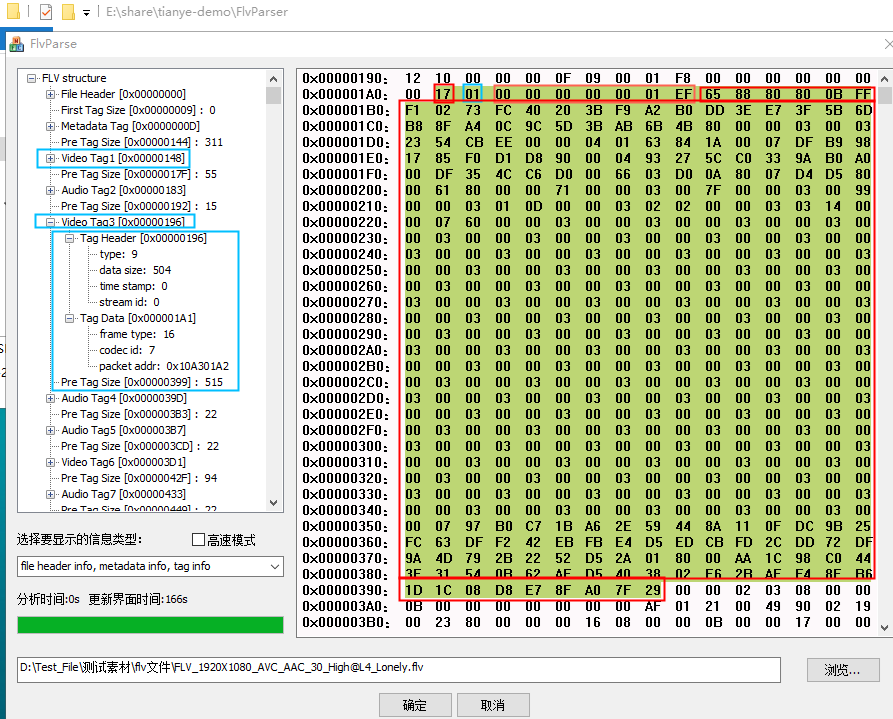 E:\share\tianye-demo\FlvParser
FlvParse
FLV structure
File Header [0x00000000]
First Tag Size [0x00000009] : 0
Metadata Tag [0x0000000D]
Pre Tag Size [0x00000144] : 311
Video Tag1 [0x00000148]
Pre Tag Size [0x0000017F] : 55
Audio Tag2 [0x00000183]
Pre Tag Size [0x00000192] : 15
Video Tag3 [0x00000196]
Tag Header [0x00000196]
type: 9
data size: 504
time stamp: 0
stream id: 0
Tag Data [0x000001A1]
frame type: 16
codec id: 7
packet addr: 0x10A301A2
Pre Tag Size [0x00000399] : 515
Audio Tag4 [0x0000039D]
Pre Tag Size [0x000003B3] : 22
Audio Tag5 [0x000003B7]
Pre Tag Size [0x000003CD] : 22
Video Tag6 [0x000003D1]
Pre Tag Size [0x0000042F] : 94
Audio Tag7 [0x00000433]
Pre Tag Size [0x00000449] : 22
0x00000190: 12 10 00 00 00 0F 09 00 01 F8 00 00 00 00 00 00
0x000001A0: 00 17 01 00 00 00 00 00 01 EF 65 88 80 80 0B FF
0x000001B0: F1 02 73 FC 40 20 3B F9 A2 B0 DD 3E E7 3F 5B 6D
0x000001C0: B8 8F A4 0C 9C 5D 3B AB 6B 4B 80 00 00 03 00 03
0x000001D0: 23 54 CB EE 00 00 04 01 63 84 1A 00 07 DF B9 98
0x000001E0: 17 85 F0 D1 D8 90 00 04 93 27 5C C0 33 9A B0 A0
0x000001F0: 00 DF 35 4C C6 D0 00 66 03 D0 0A 80 07 D4 D5 80
0x00000200: 00 61 80 00 00 71 00 00 03 00 7F 00 00 03 00 99
0x00000210: 00 00 03 01 0D 00 00 03 02 02 00 00 03 03 14 00
0x00000220: 00 07 60 00 00 03 00 00 03 00 00 03 00 00 03 00
0x00000230: 00 03 00 00 03 00 00 03 00 00 03 00 00 03 00 00
0x00000240: 03 00 00 03 00 00 03 00 00 03 00 00 03 00 00 03
0x00000250: 00 00 03 00 00 03 00 00 03 00 00 03 00 00 03 00
0x00000260: 00 03 00 00 03 00 00 03 00 00 03 00 00 03 00 00
0x00000270: 03 00 00 03 00 00 03 00 00 03 00 00 03 00 00 03
0x00000280: 00 00 03 00 00 03 00 00 03 00 00 03 00 00 03 00
0x00000290: 00 03 00 00 03 00 00 03 00 00 03 00 00 03 00 00
0x000002A0: 03 00 00 03 00 00 03 00 00 03 00 00 03 00 00 03
0x000002B0: 00 00 03 00 00 03 00 00 03 00 00 03 00 00 03 00
0x000002C0: 00 03 00 00 03 00 00 03 00 00 03 00 00 03 00 00
0x000002D0: 03 00 00 03 00 00 03 00 00 03 00 00 03 00 00 03
0x000002E0: 00 00 03 00 00 03 00 00 03 00 00 03 00 00 03 00
0x000002F0: 00 03 00 00 03 00 00 03 00 00 03 00 00 03 00 00
0x00000300: 03 00 00 03 00 00 03 00 00 03 00 00 03 00 00 03
0x00000310: 00 00 03 00 00 03 00 00 03 00 00 03 00 00 03 00
0x00000320: 00 03 00 00 03 00 00 03 00 00 03 00 00 03 00 00
0x00000330: 03 00 00 03 00 00 03 00 00 03 00 00 03 00 00 03
0x00000340: 00 00 03 00 00 03 00 00 03 00 00 03 00 00 03 00
0x00000350: 00 07 97 B0 C7 1B A6 2E 59 44 8A 11 0F DC 9B 25
0x00000360: FC 63 DF F2 42 EB FB E4 D5 ED CB FD 2C DD 72 DF
0x00000370: 9A 4D 79 2B 22 52 D5 2A 01 80 00 AA 1C 98 C0 44
0x00000380: 3E 31 54 0B 62 AE D5 40 38 02 E6 2B AE E4 8F B6
0x00000390: 1D 1C 08 D8 E7 8F A0 7F 29 00 00 02 03 08 00 00
0x000003A0: 0B 00 00 00 00 00 00 00 AF 01 21 00 49 90 02 19
0x000003B0: 00 23 80 00 00 00 16 08 00 00 0B 00 00 17 00 00
选择要显示的信息类型:
高速模式
file header info, metadata info, tag info
分析时间:0s 更新界面时间:166s
D:\Test_File\测试素材\flv文件\FLV_1920X1080_AVC_AAC_30_High@L4_Lonely.flv
浏览...
确定
取消